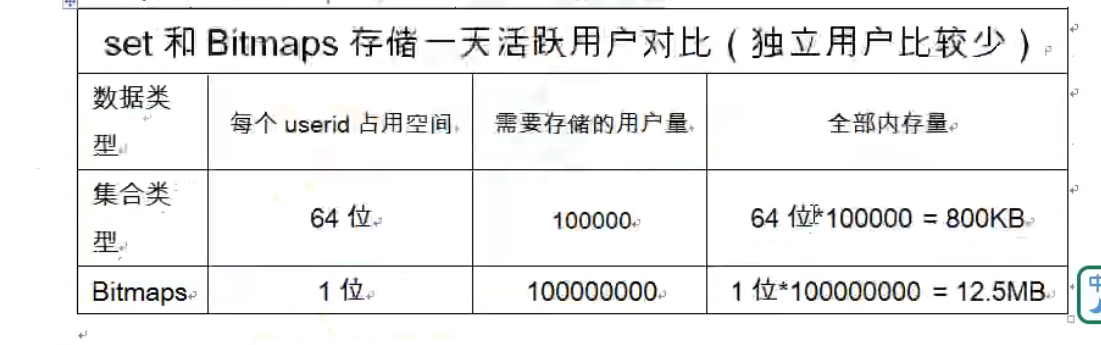 set 和 Bitmaps 存储一天活跃用户对比（独立用户比较少）
数据类型 每个 userid 占用空间 需要存储的用户量 全部内存量
集合类型 64 位 100000 64 位*100000 = 800KB
Bitmaps 1 位 100000000 1 位*100000000 = 12.5MB
中